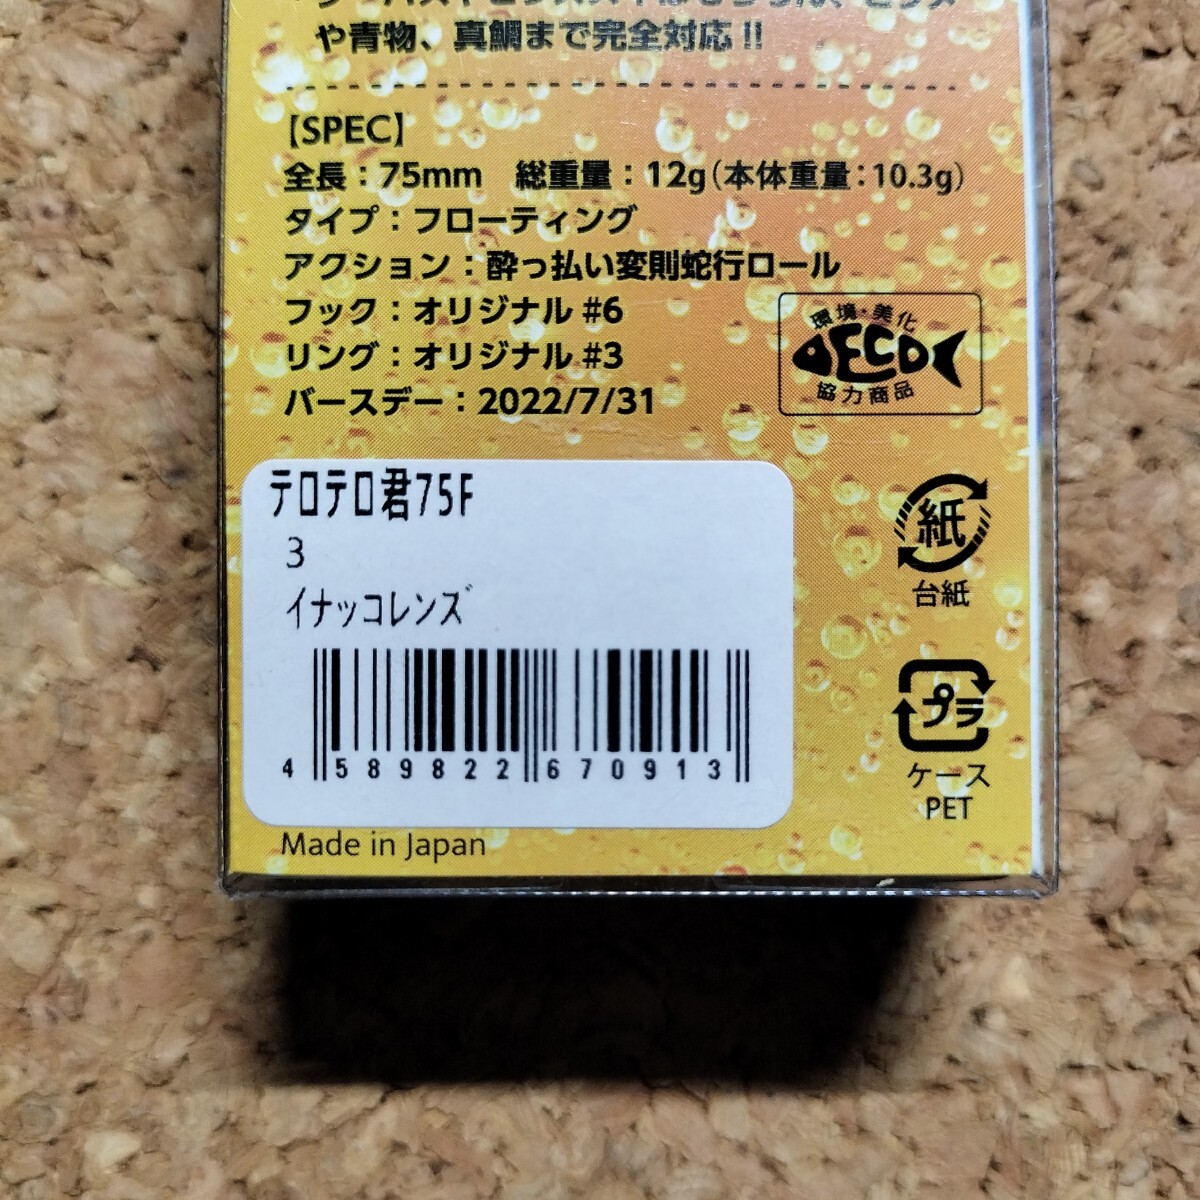 や青物、真鯛まで完全対応!!
【SPEC】
全長：75mm　総重量：12g（本体重量：10.3g）
タイプ：フローティング
アクション：酔っ払い変則蛇行ロール
フック：オリジナル #6
リング：オリジナル #3
バースデー：2022/7/31
環境・美化
ECO
協力商品
テロテロ君75F
3
イナッコレンズ
4 589822 670913
Made in Japan
紙
台紙
プラ
ケース
PET